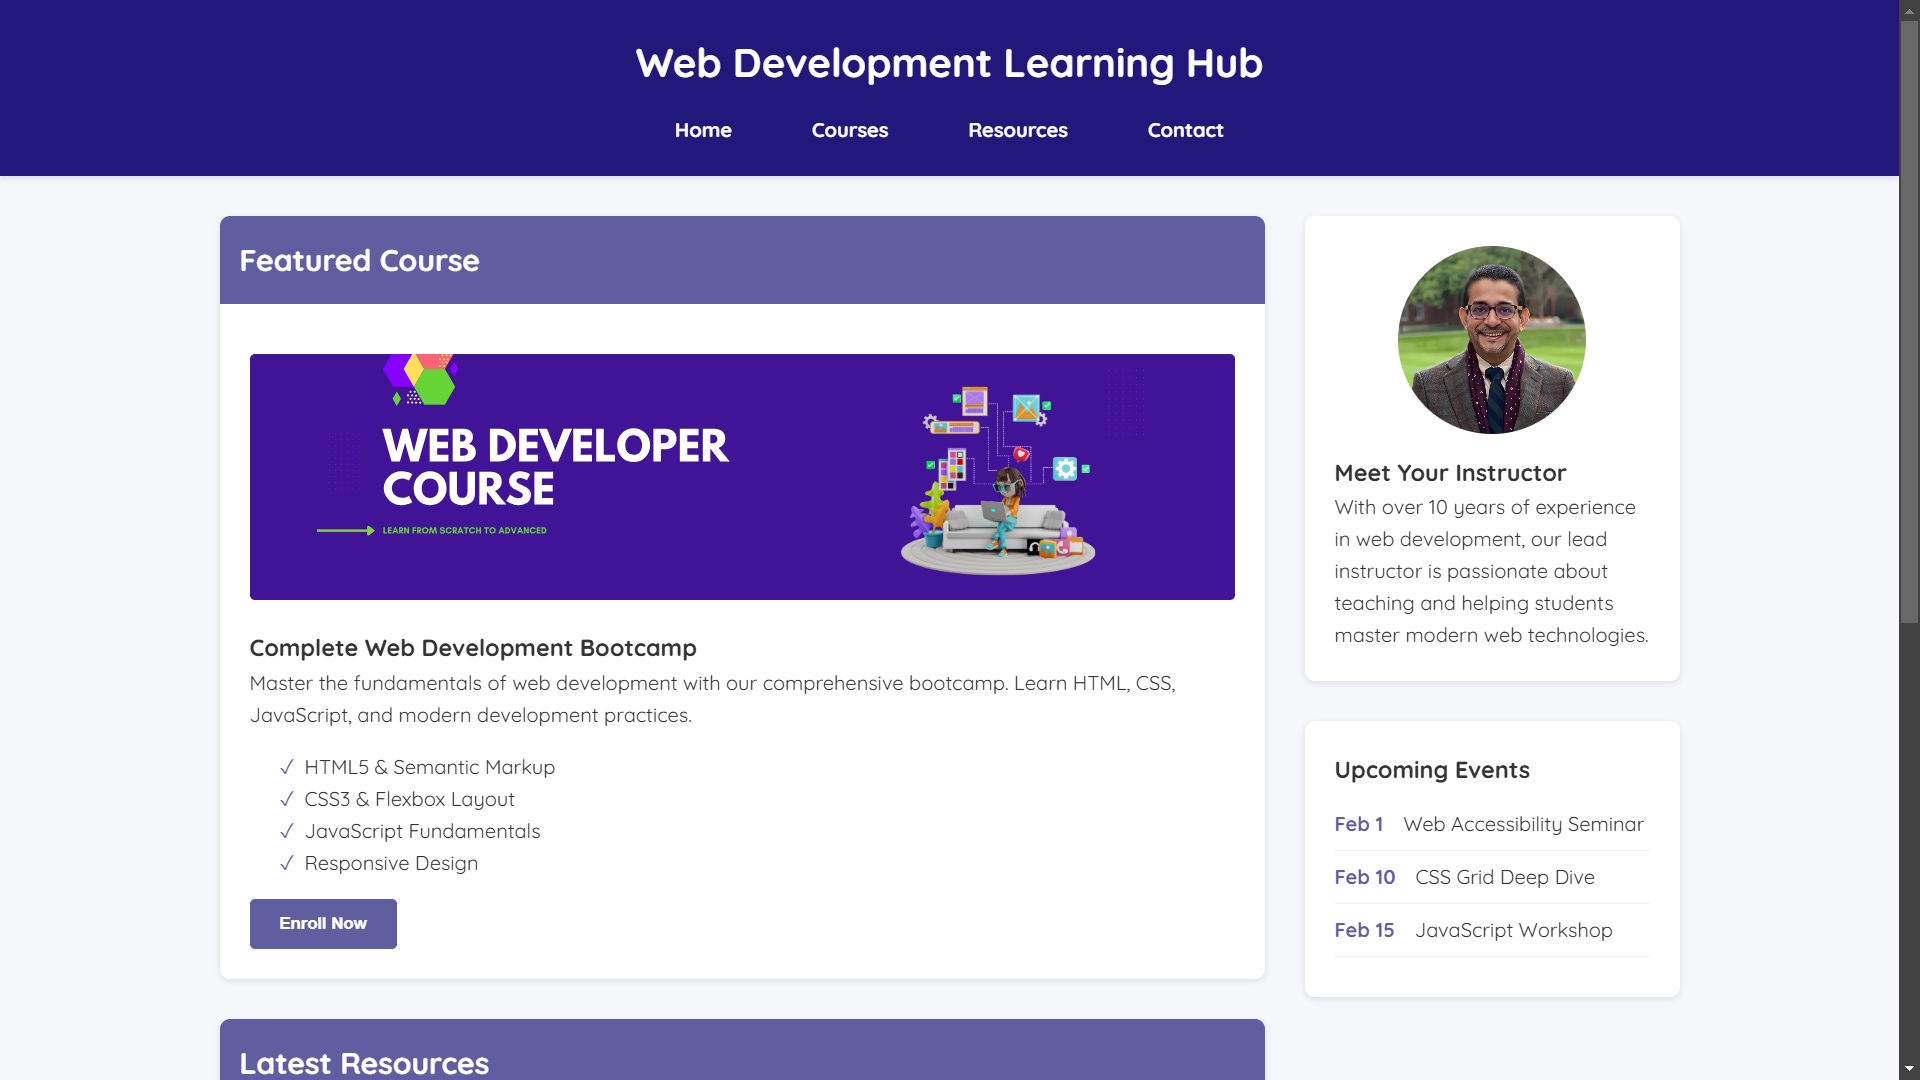 Web Development Learning Hub
Home Courses Resources Contact
Featured Course
WEB DEVELOPER
COURSE
LEARN FROM SCRATCH TO ADVANCED
Complete Web Development Bootcamp
Master the fundamentals of web development with our comprehensive bootcamp. Learn HTML, CSS,
JavaScript, and modern development practices.
✓ HTML5 & Semantic Markup
✓ CSS3 & Flexbox Layout
✓ JavaScript Fundamentals
✓ Responsive Design
Enroll Now
Latest Resources
Meet Your Instructor
With over 10 years of experience
in web development, our lead
instructor is passionate about
teaching and helping students
master modern web technologies.
Upcoming Events
Feb 1 Web Accessibility Seminar
Feb 10 CSS Grid Deep Dive
Feb 15 JavaScript Workshop